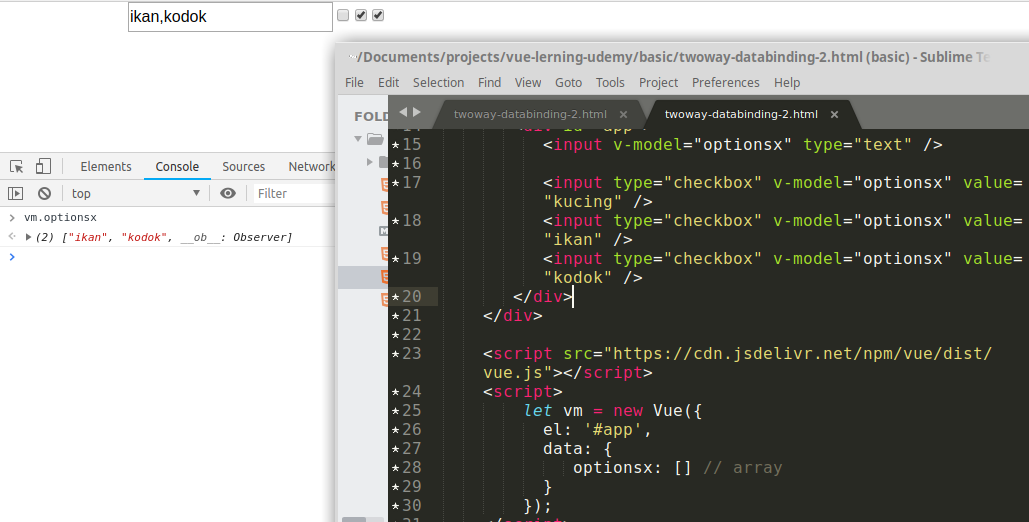 ikan,kodok
~/Documents/projects/vue-lerning-udemy/basic/twoway-databinding-2.html (basic) - Sublime Te
File Edit Selection Find View Goto Tools Project Preferences Help
FOLD
twoway-databinding-2.html × twoway-databinding-2.html ×
Elements Console Sources Network
top Filter
vm.optionsx
(2) ["ikan", "kodok", __ob__: Observer]
14 <div id="app">
15 <input v-model="optionsx" type="text" />
16
17 <input type="checkbox" v-model="optionsx" value=
"kucing" />
18 <input type="checkbox" v-model="optionsx" value=
"ikan" />
19 <input type="checkbox" v-model="optionsx" value=
"kodok" />
20 </div>
21 </div>
22
23 <script src="https://cdn.jsdelivr.net/npm/vue/dist/
vue.js"></script>
24 <script>
25 let vm = new Vue({
26 el: '#app',
27 data: {
28 optionsx: [] // array
29 }
30 });
31 </script>